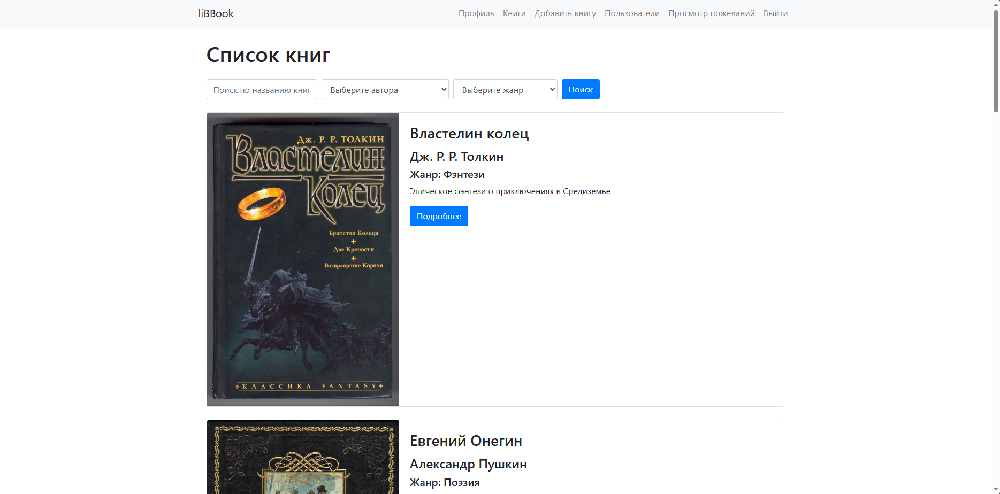 liBBook
Профиль Книги Добавить книгу Пользователи Просмотр пожеланий Выйти
Список книг
Поиск по названию книг
Выберите автора
Выберите жанр
Поиск
Дж. Р. Р. ТОЛКИН
Властелин
Колец
Братство Кольца
Две Крепости
Возвращение Короля
КЛАССИКА FANTASY
Властелин колец
Дж. Р. Р. Толкин
Жанр: Фэнтези
Эпическое фэнтези о приключениях в Средиземье
Подробнее
Евгений Онегин
Александр Пушкин
Жанр: Поэзия